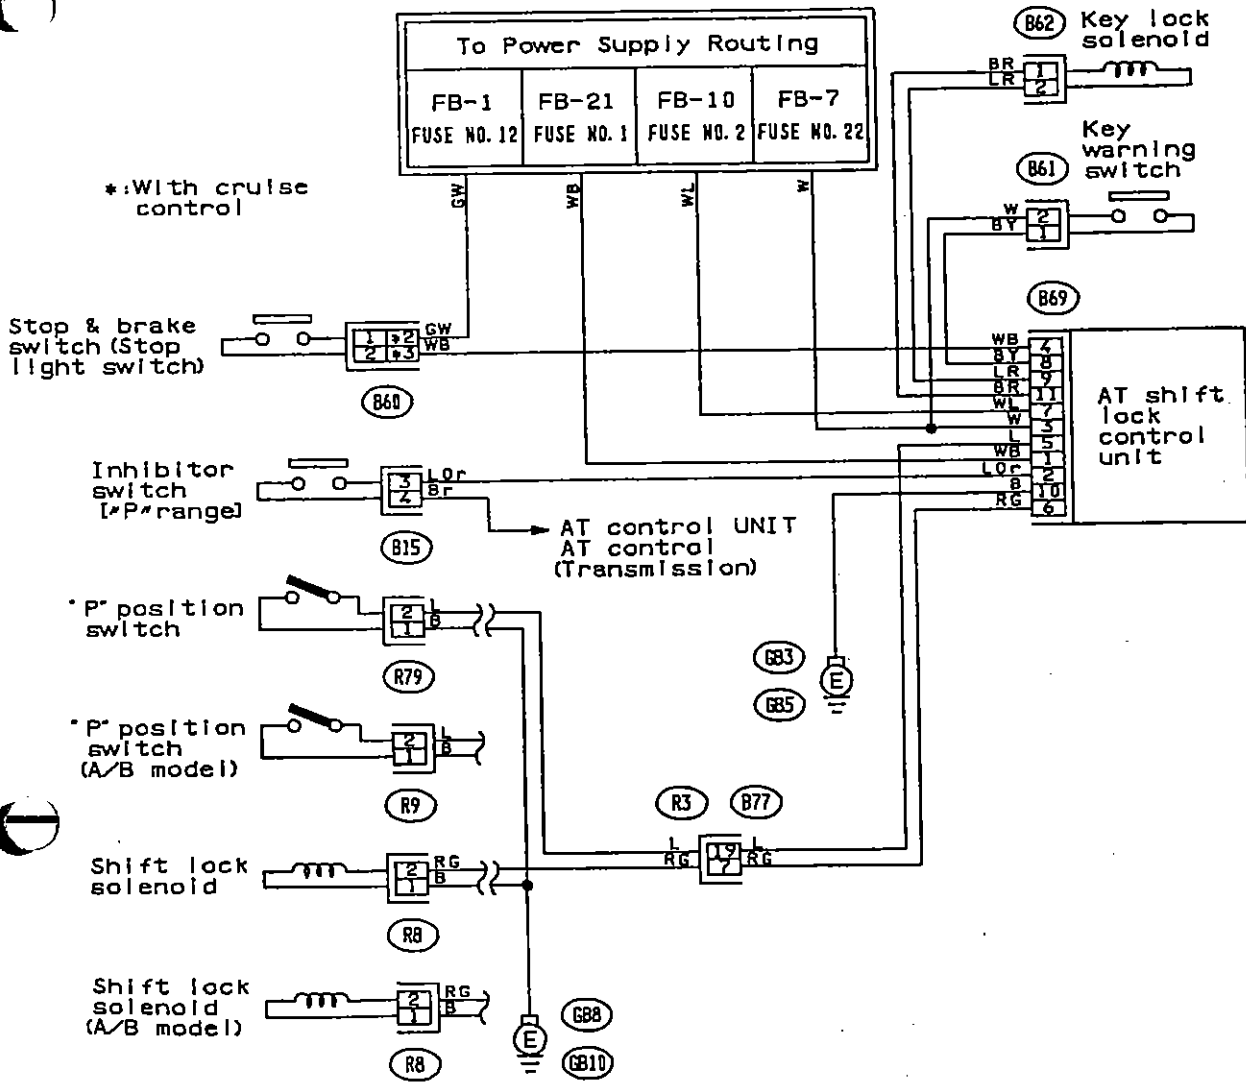 To Power Supply Routing
FB-1 FB-21 FB-10 FB-7
FUSE NO. 12 FUSE NO. 1 FUSE NO. 2 FUSE NO. 22
GW WB WL W
*:With cruise
control
B62 Key lock
solenoid
BR 1
LR 2
Key
warning
switch
B61
W 2
BY 1
B69
Stop & brake
switch (Stop
light switch)
1 *2 GW
2 *3 WB
B60
WB 4
BY 8
LR 9
BR 11
WL 7
W 3
L 5
WB 1
LOr 2
B 10
RG 6
AT shift
lock
control
unit
Inhibitor
switch
["P"range]
3 LOr
4 Br
B15
AT control UNIT
AT control
(Transmission)
"P" position
switch
2 L
1 B
R79
GB3
E
GB5
"P" position
switch
(A/B model)
2 L
1 B
R9
R3 B77
L 19 L
RG 7 RG
Shift lock
solenoid
2 RG
1 B
R8
Shift lock
solenoid
(A/B model)
2 RG
1 B
R8
GB8
E
GB10